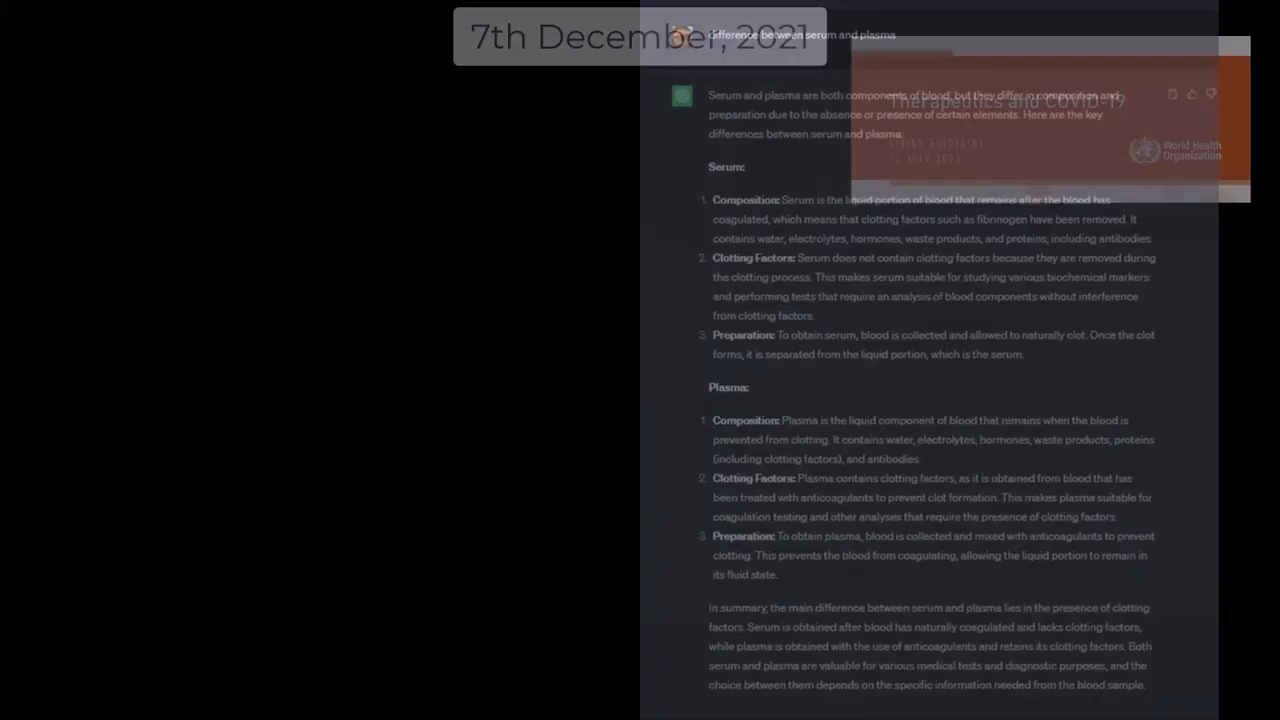 7th December, 2021
difference between serum and plasma
Serum and plasma are both components of blood, but they differ in composition and
preparation due to the absence or presence of certain elements. Here are the key
differences between serum and plasma:
Therapeutics and COVID-19
LIVING GUIDELINE
JULY
World Health
Organization
Serum:
1. Composition: Serum is the liquid portion of blood that remains after the blood has
coagulated, which means that clotting factors such as fibrinogen have been removed. It
contains water, electrolytes, hormones, waste products, and proteins, including antibodies.
2. Clotting Factors: Serum does not contain clotting factors because they are removed during
the clotting process. This makes serum suitable for studying various biochemical markers
and performing tests that require an analysis of blood components without interference
from clotting factors.
3. Preparation: To obtain serum, blood is collected and allowed to naturally clot. Once the clot
forms, it is separated from the liquid portion, which is the serum.
Plasma:
1. Composition: Plasma is the liquid component of blood that remains when the blood is
prevented from clotting. It contains water, electrolytes, hormones, waste products, proteins
(including clotting factors), and antibodies.
2. Clotting Factors: Plasma contains clotting factors, as it is obtained from blood that has
been treated with anticoagulants to prevent clot formation. This makes plasma suitable for
coagulation testing and other analyses that require the presence of clotting factors.
3. Preparation: To obtain plasma, blood is collected and mixed with anticoagulants to prevent
clotting. This prevents the blood from coagulating, allowing the liquid portion to remain in
its fluid state.
In summary, the main difference between serum and plasma lies in the presence of clotting
factors. Serum is obtained after blood has naturally coagulated and lacks clotting factors,
while plasma is obtained with the use of anticoagulants and retains its clotting factors. Both
serum and plasma are valuable for various medical tests and diagnostic purposes, and the
choice between them depends on the specific information needed from the blood sample.